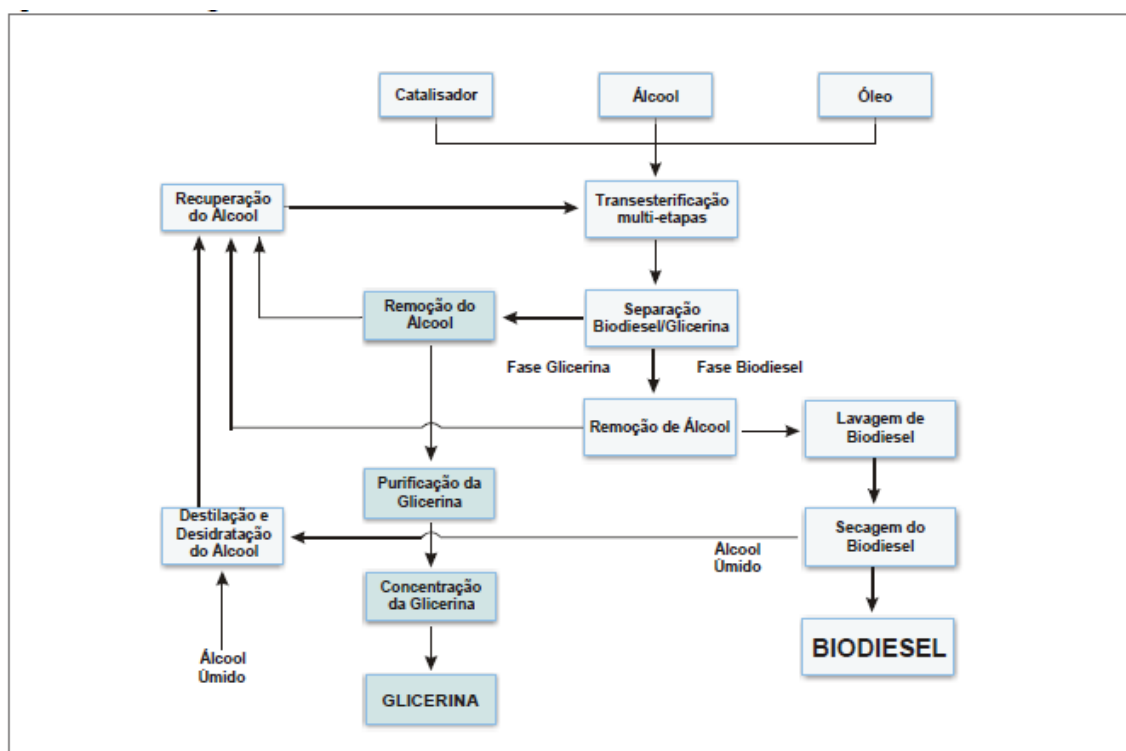 Catalisador
Álcool
Óleo
Recuperação
do Álcool
Transesterificação
multi-etapas
Remoção do
Álcool
Separação
Biodiesel/Glicerina
Fase Glicerina
Fase Biodiesel
Remoção de Álcool
Lavagem de
Biodiesel
Purificação da
Glicerina
Destilação e
Desidratação
do Álcool
Álcool
Úmido
Secagem do
Biodiesel
Concentração
da Glicerina
Álcool
Úmido
BIODIESEL
GLICERINA